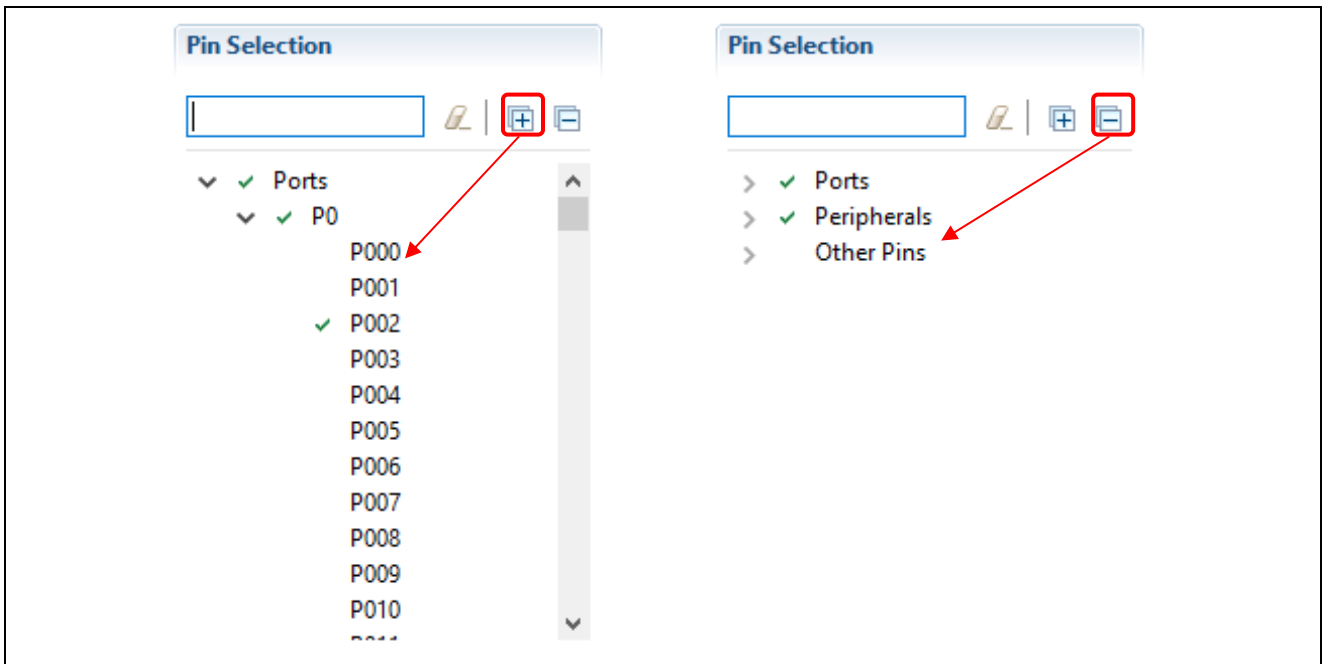 Pin Selection
Ports
P0
P000
P001
P002
P003
P004
P005
P006
P007
P008
P009
P010
Pin Selection
Ports
Peripherals
Other Pins